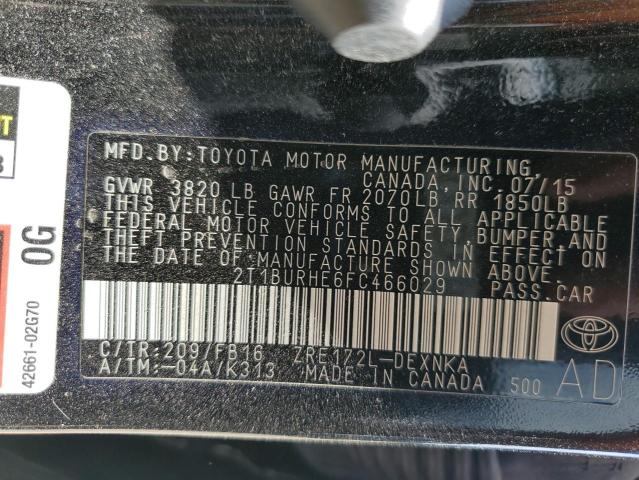 MFD.BY:TOYOTA MOTOR MANUFACTURING,
CANADA, INC. 07/15
GVWR 3820 LB GAWR FR 2070LB RR 1850LB
THIS VEHICLE CONFORMS TO ALL APPLICABLE
FEDERAL MOTOR VEHICLE SAFETY, BUMPER, AND
THEFT PREVENTION STANDARDS IN EFFECT ON
THE DATE OF MANUFACTURE SHOWN ABOVE.
2T1BURHE6FC466029 PASS.CAR
C/TR:209/FB16 ZRE172L-DEXNKA
A/TM:-04A/K313 MADE IN CANADA 500 AD
42661-02G70
0G